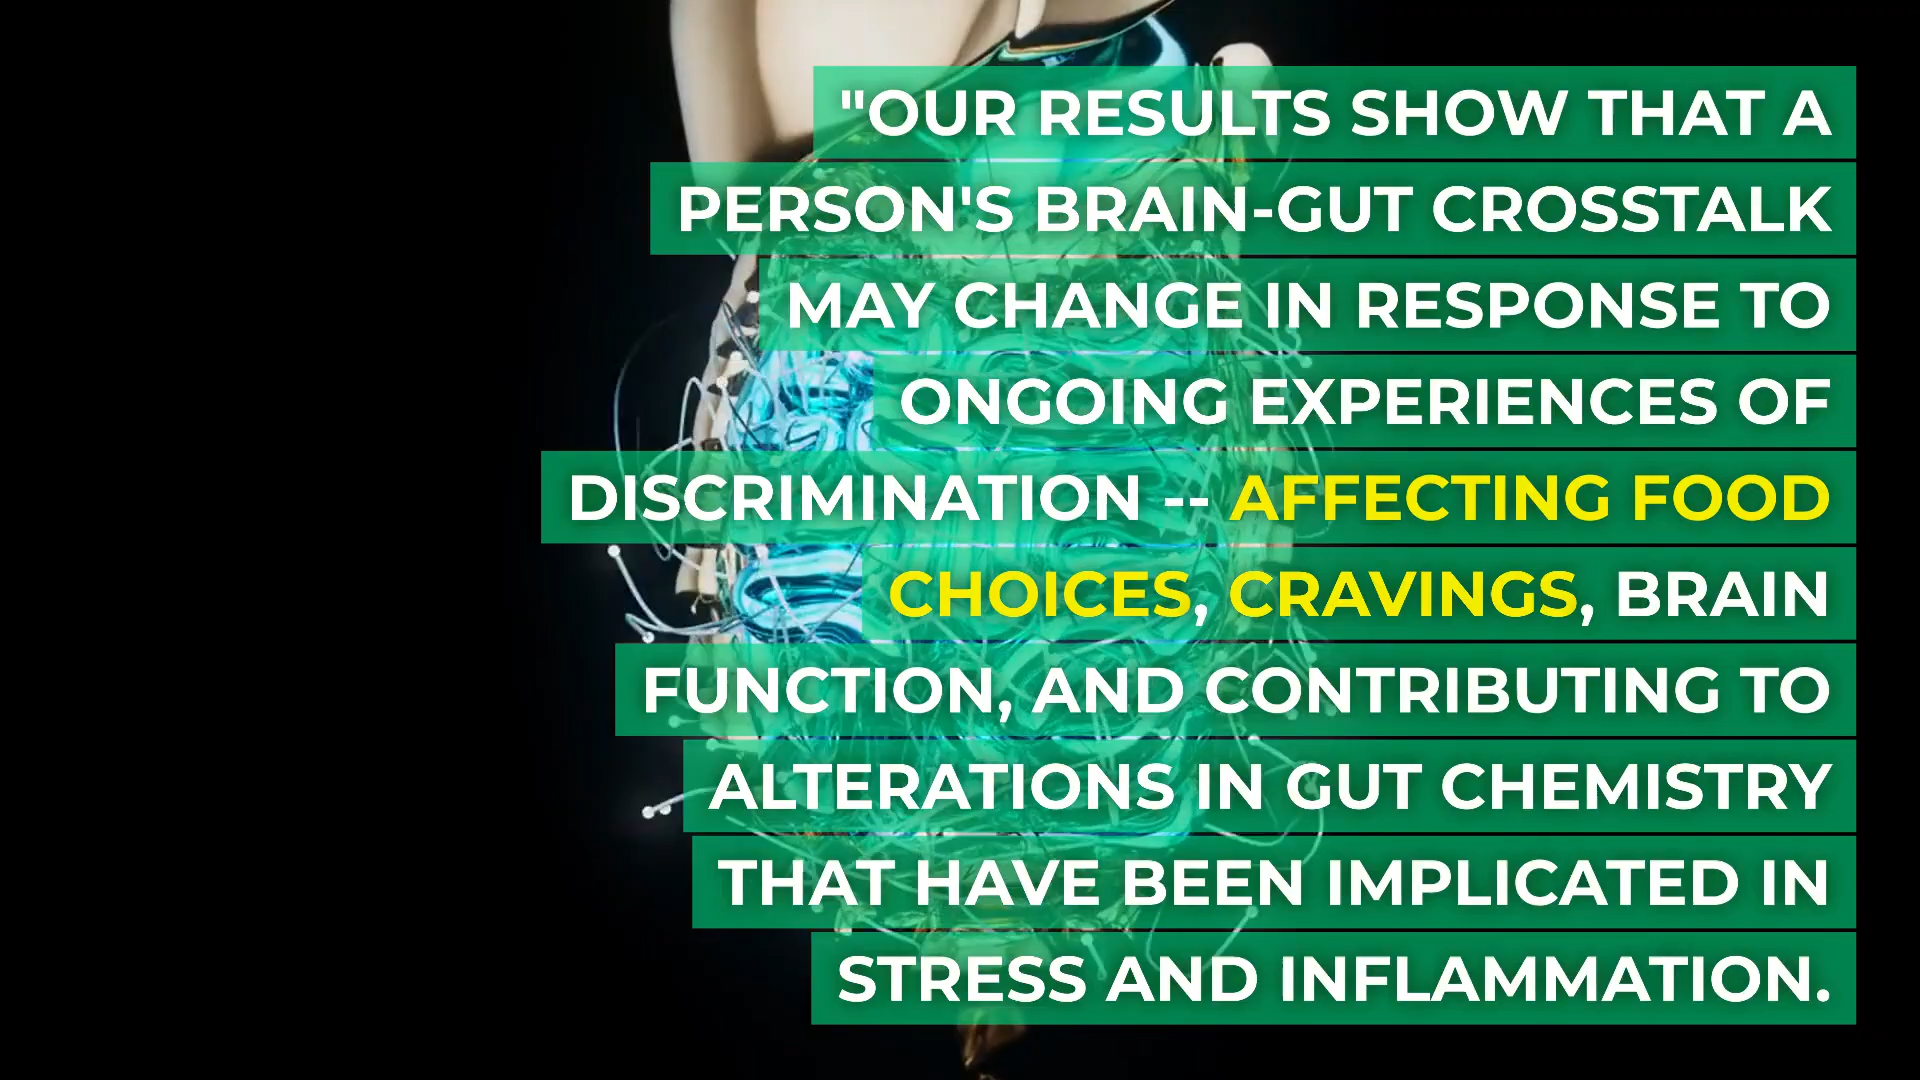 "OUR RESULTS SHOW THAT A
PERSON'S BRAIN-GUT CROSSTALK
MAY CHANGE IN RESPONSE TO
ONGOING EXPERIENCES OF
DISCRIMINATION -- AFFECTING FOOD
CHOICES, CRAVINGS, BRAIN
FUNCTION, AND CONTRIBUTING TO
ALTERATIONS IN GUT CHEMISTRY
THAT HAVE BEEN IMPLICATED IN
STRESS AND INFLAMMATION.